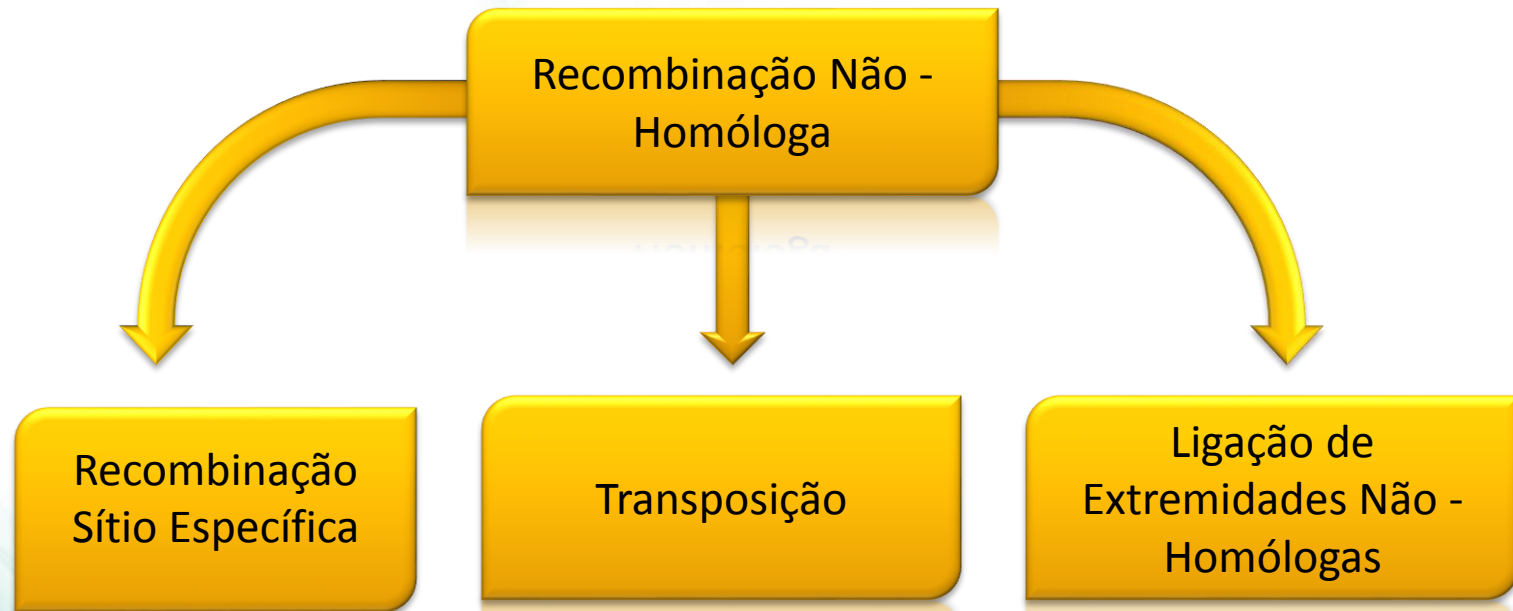 Recombinação Não -
Homóloga
Recombinação
Sítio Específica
Transposição
Ligação de
Extremidades Não -
Homólogas